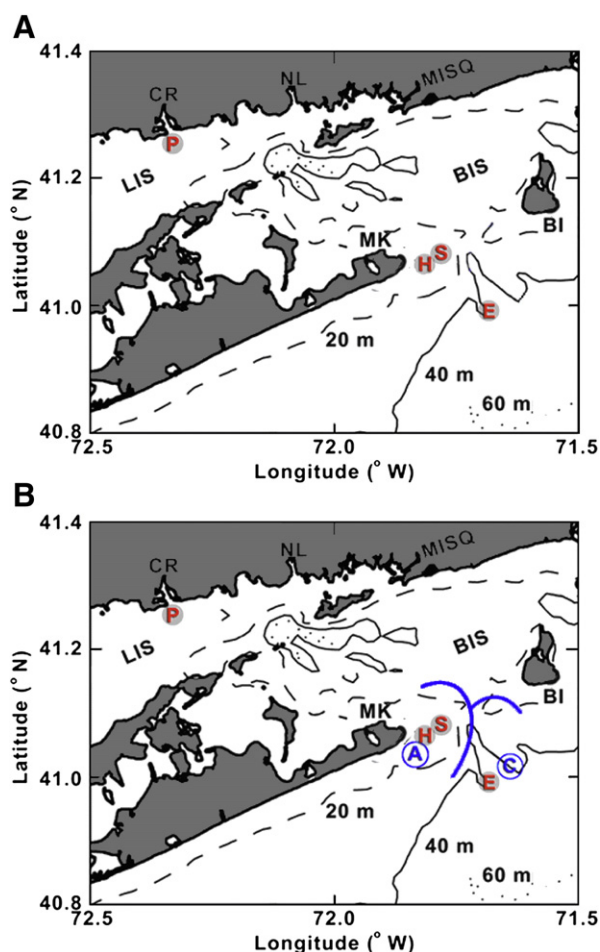 A
41.4
CR
NL
MISQ
P
41.2
LIS
BIS
BI
MK
S
H
Latitude (° N)
41.0
E
20 m
40 m
60 m
40.8
72.5
72.0
71.5
Longitude (° W)
B
41.4
CR
NL
MISQ
P
41.2
LIS
BIS
BI
MK
S
H
A
C
Latitude (° N)
41.0
E
20 m
40 m
60 m
40.8
72.5
72.0
71.5
Longitude (° W)